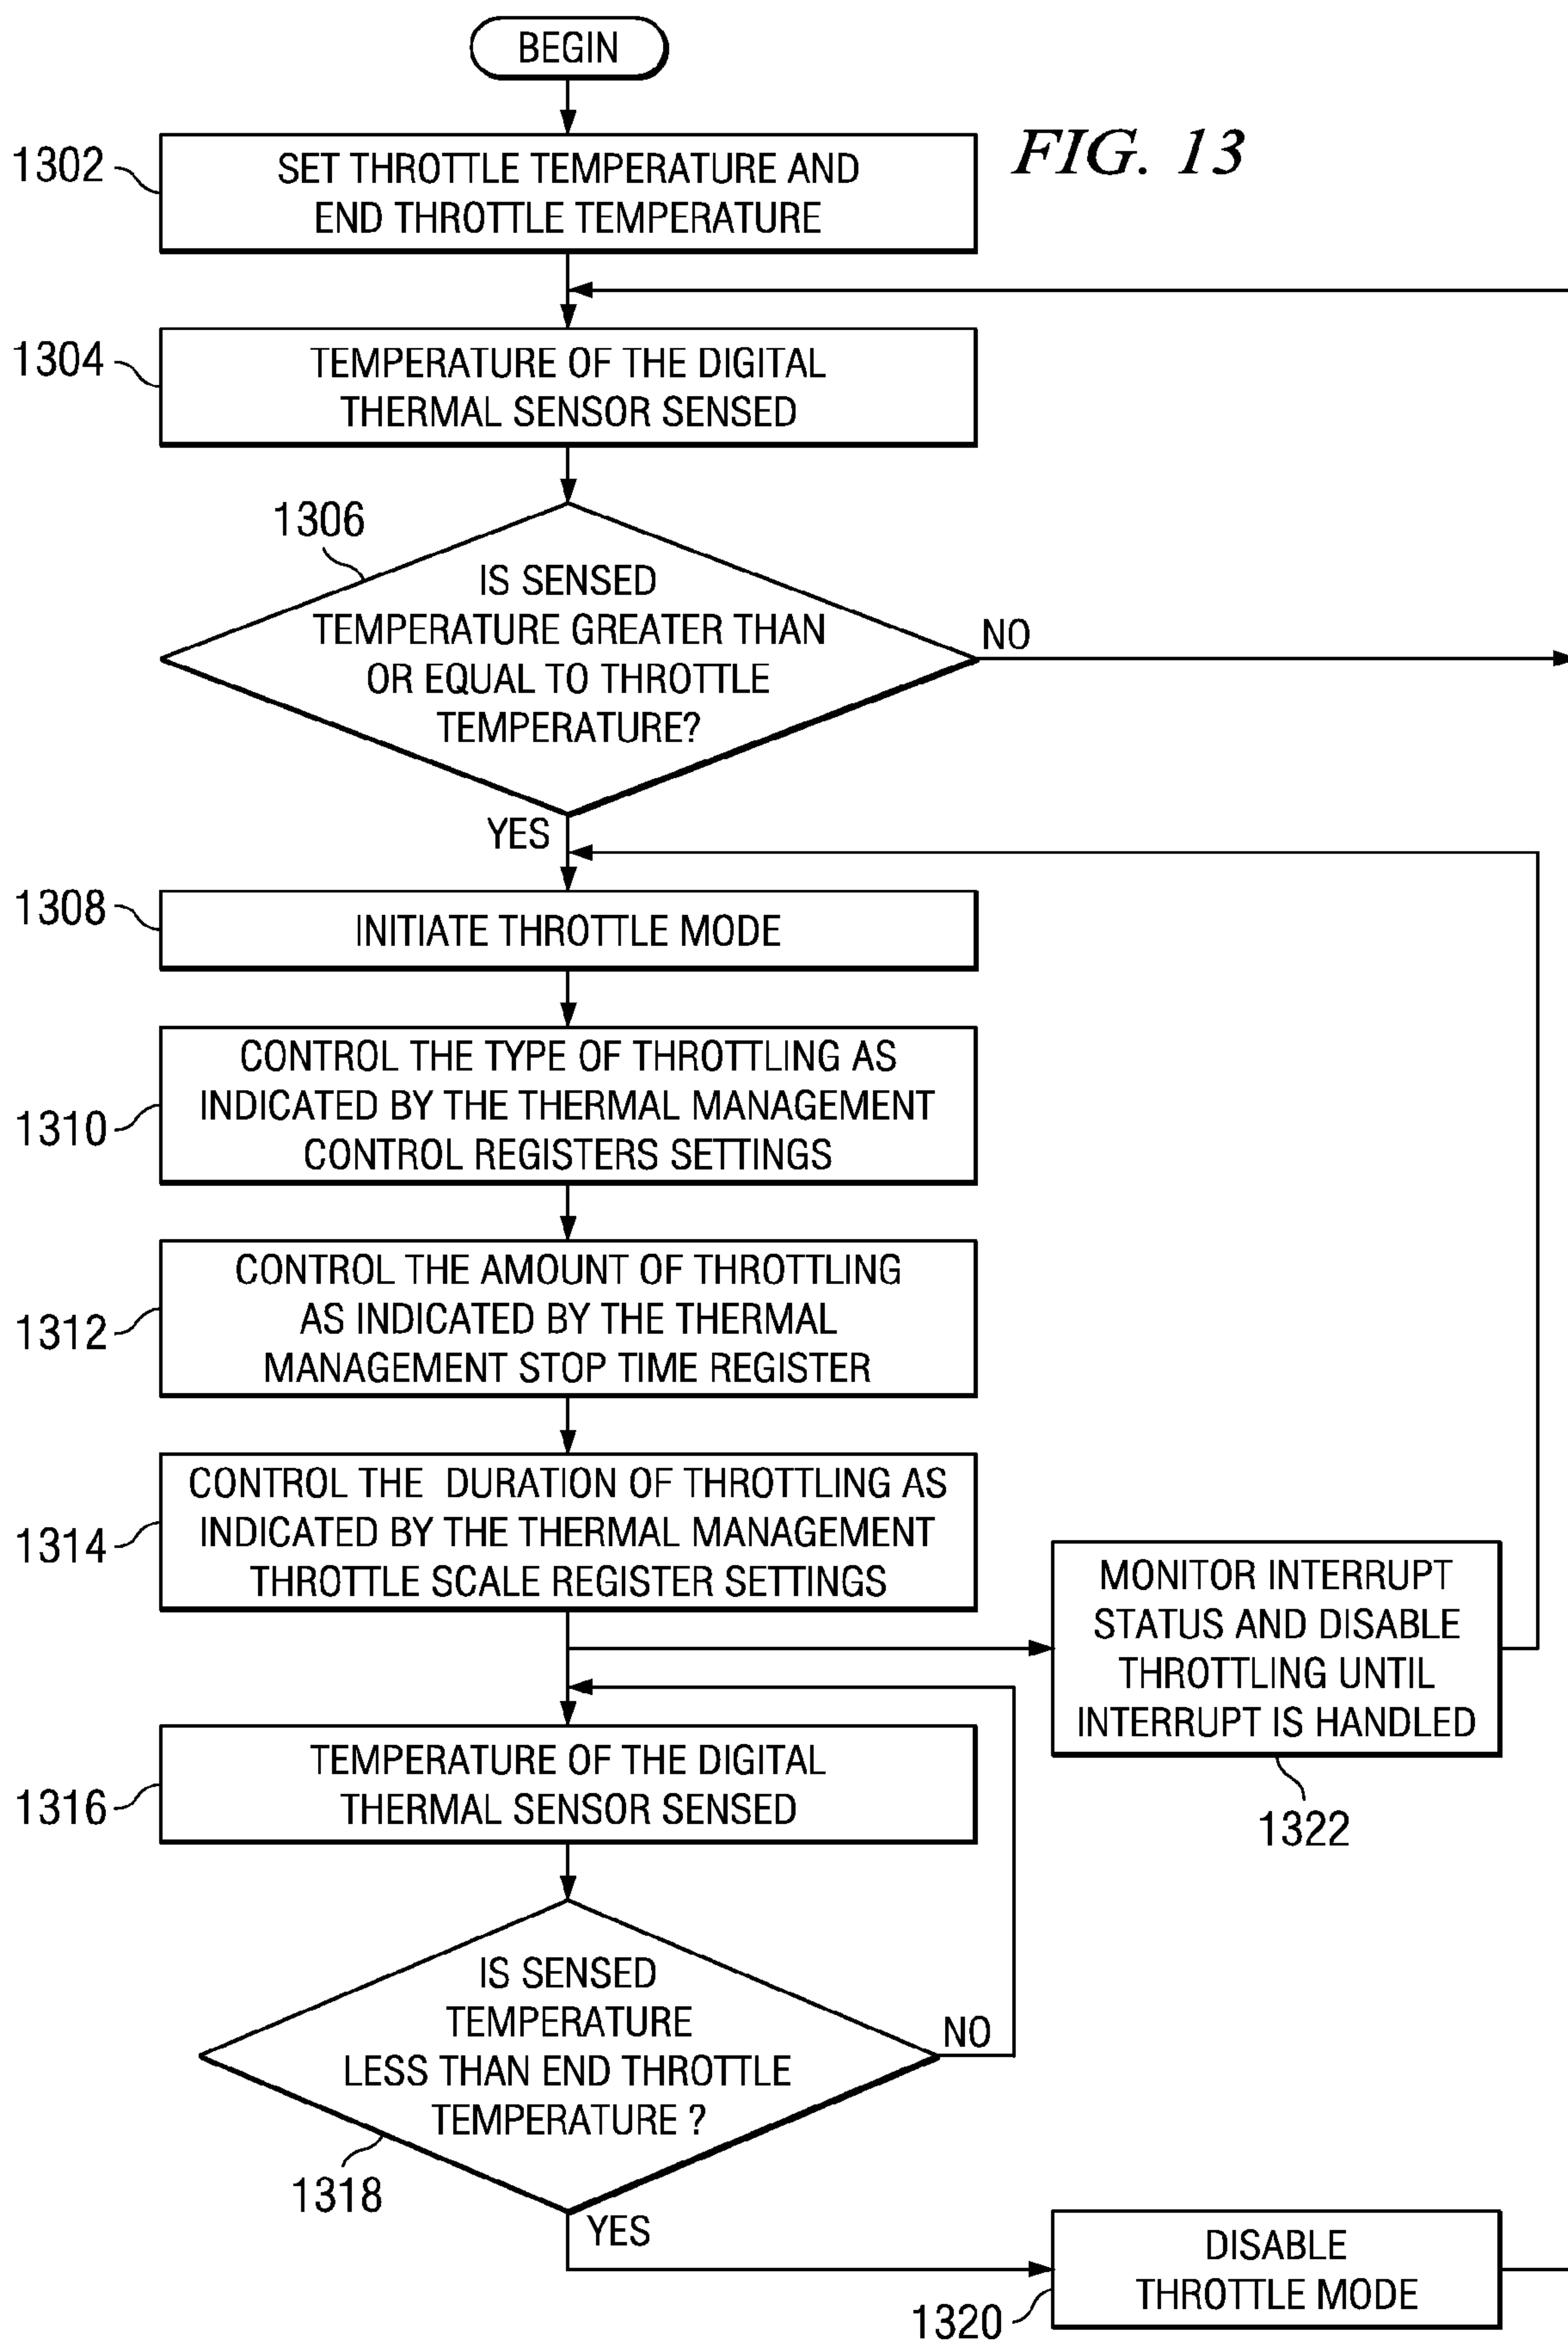 BEGIN
FIG. 13
1302
SET THROTTLE TEMPERATURE AND
END THROTTLE TEMPERATURE
1304
TEMPERATURE OF THE DIGITAL
THERMAL SENSOR SENSED
1306
IS SENSED
TEMPERATURE GREATER THAN
OR EQUAL TO THROTTLE
TEMPERATURE?
NO
YES
1308
INITIATE THROTTLE MODE
1310
CONTROL THE TYPE OF THROTTLING AS
INDICATED BY THE THERMAL MANAGEMENT
CONTROL REGISTERS SETTINGS
1312
CONTROL THE AMOUNT OF THROTTLING
AS INDICATED BY THE THERMAL
MANAGEMENT STOP TIME REGISTER
1314
CONTROL THE DURATION OF THROTTLING AS
INDICATED BY THE THERMAL MANAGEMENT
THROTTLE SCALE REGISTER SETTINGS
MONITOR INTERRUPT
STATUS AND DISABLE
THROTTLING UNTIL
INTERRUPT IS HANDLED
1322
1316
TEMPERATURE OF THE DIGITAL
THERMAL SENSOR SENSED
IS SENSED
TEMPERATURE
LESS THAN END THROTTLE
TEMPERATURE ?
NO
1318
YES
DISABLE
THROTTLE MODE
1320